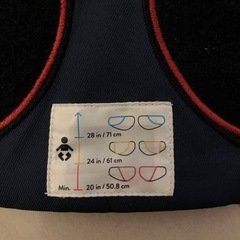 28 in / 71 cm
24 in / 61 cm
Min. 20 in / 50.8 cm